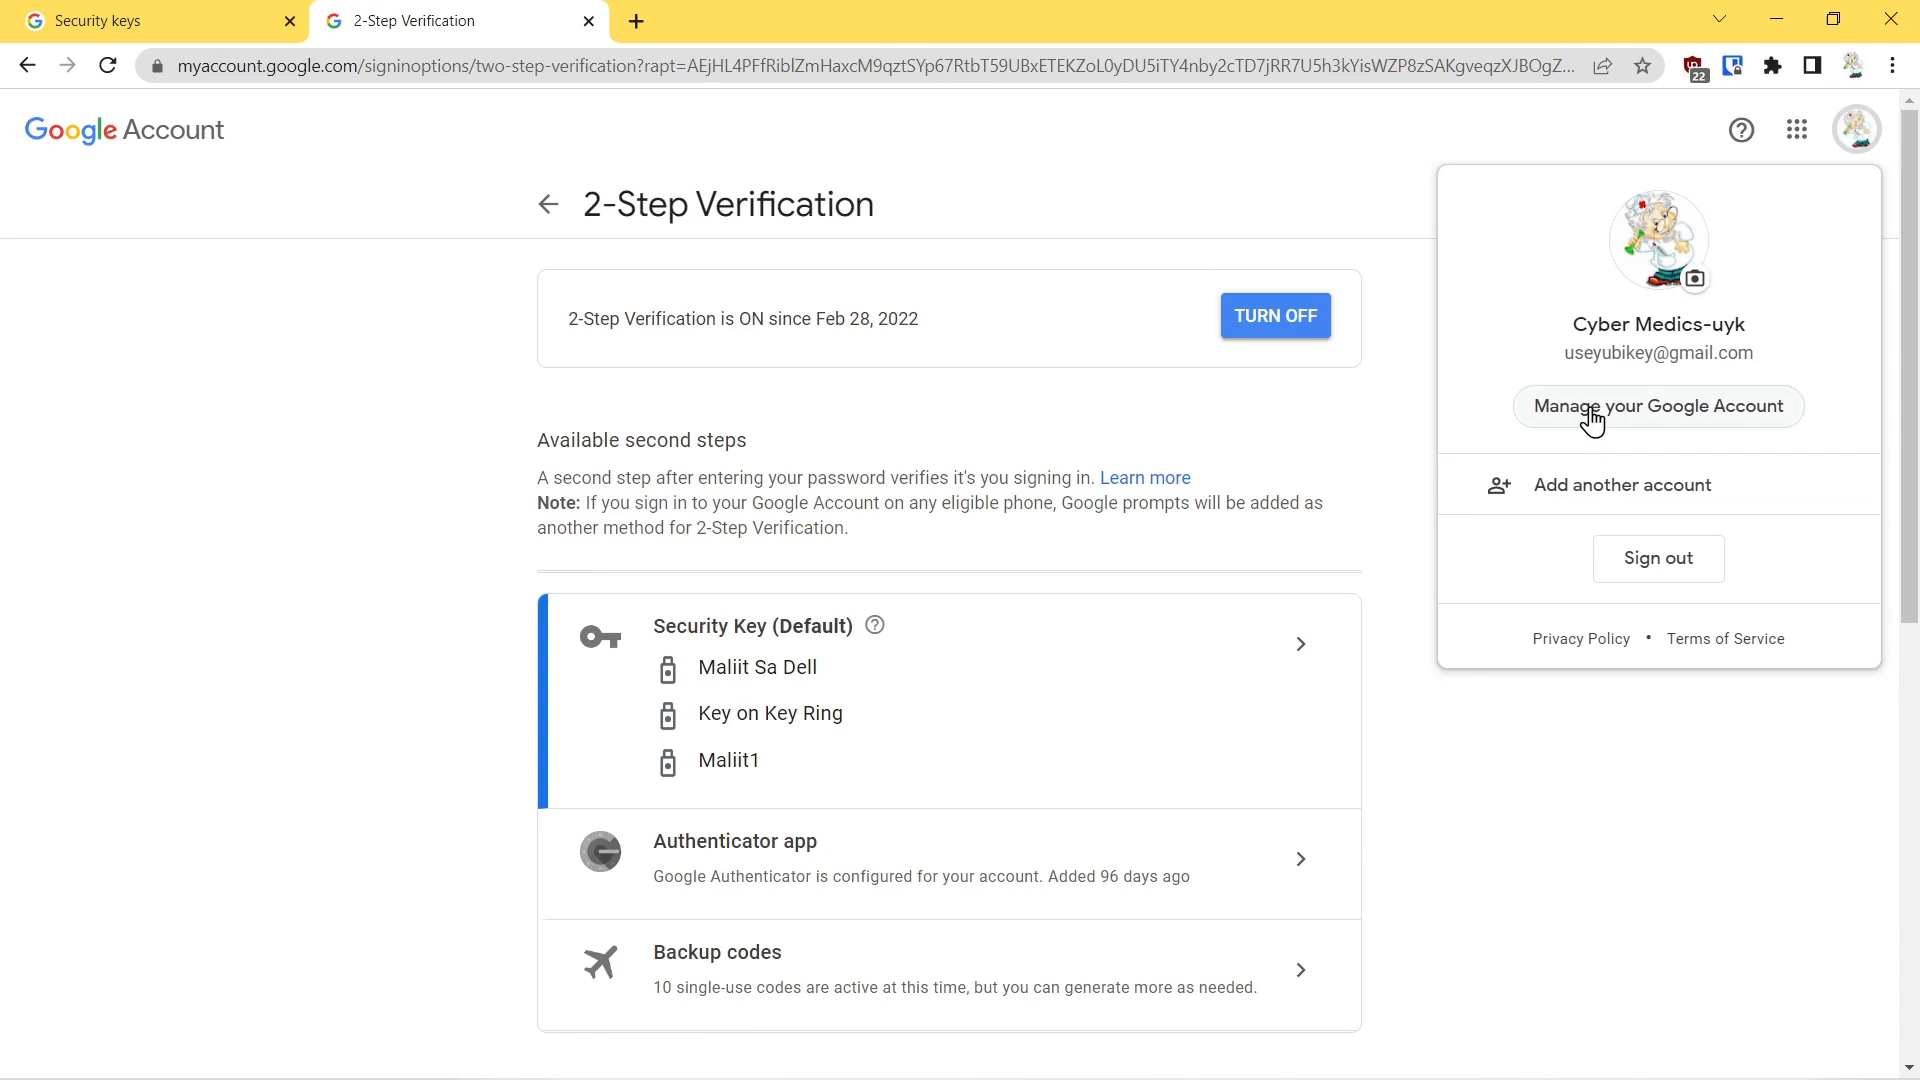 Security keys
2-Step Verification
myaccount.google.com/signinoptions/two-step-verification?rapt=AEjHL4PFfRiblZmHaxcM9qztSYp67RtbT59UBxETEKZoL0yDU5iTY4nby2cTD7jRR7U5h3kYisWZP8zSAKgveqzXJBOgZ...
22
Google Account
2-Step Verification
2-Step Verification is ON since Feb 28, 2022
TURN OFF
Available second steps
A second step after entering your password verifies it's you signing in. Learn more
Note: If you sign in to your Google Account on any eligible phone, Google prompts will be added as
another method for 2-Step Verification.
Security Key (Default)
Maliit Sa Dell
Key on Key Ring
Maliit1
Authenticator app
Google Authenticator is configured for your account. Added 96 days ago
Backup codes
10 single-use codes are active at this time, but you can generate more as needed.
Cyber Medics-uyk
useyubikey@gmail.com
Manage your Google Account
Add another account
Sign out
Privacy Policy • Terms of Service